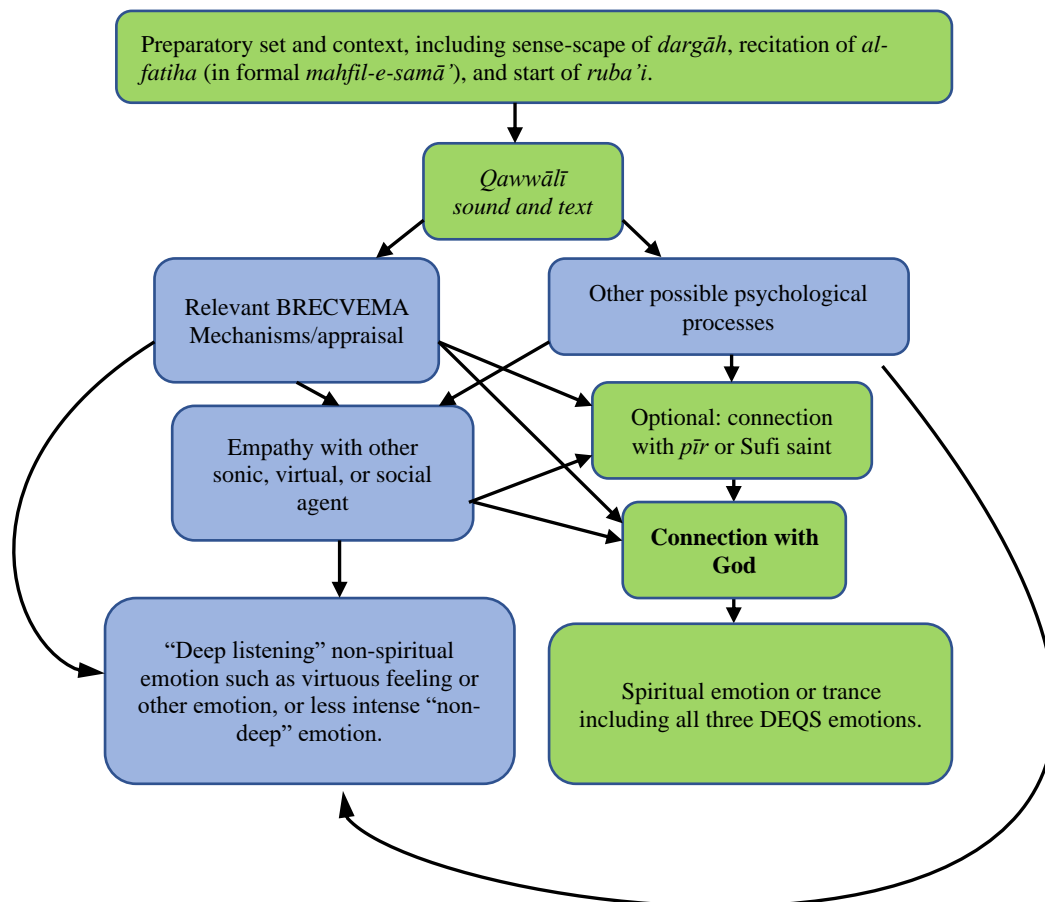 Preparatory set and context, including sense-scape of dargāh, recitation of al-
fatiha (in formal mahfil-e-samā’), and start of ruba’i.
Qawwālī
sound and text
Relevant BRECVEMA
Mechanisms/appraisal
Other possible psychological
processes
Empathy with other
sonic, virtual, or social
agent
Optional: connection
with pīr or Sufi saint
Connection with
God
“Deep listening” non-spiritual
emotion such as virtuous feeling or
other emotion, or less intense “non-
deep” emotion.
Spiritual emotion or trance
including all three DEQS emotions.